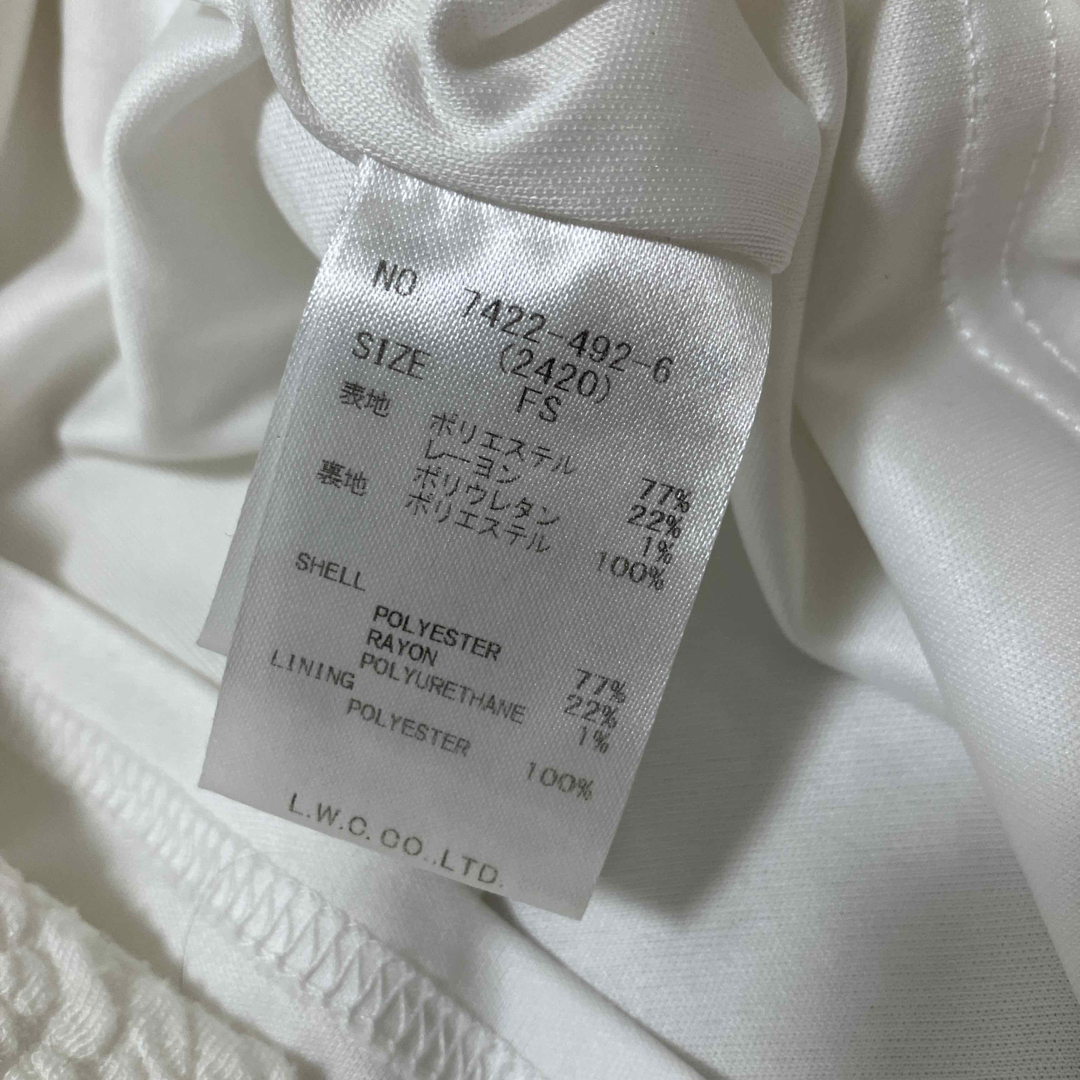 NO 7422-492-6
(2420)
SIZE FS
表地 ポリエステル 77%
レーヨン 22%
ポリウレタン 1%
裏地 ポリエステル 100%
SHELL
POLYESTER 77%
RAYON 22%
POLYURETHANE 1%
LINING
POLYESTER 100%
L.W.C.CO.,LTD.